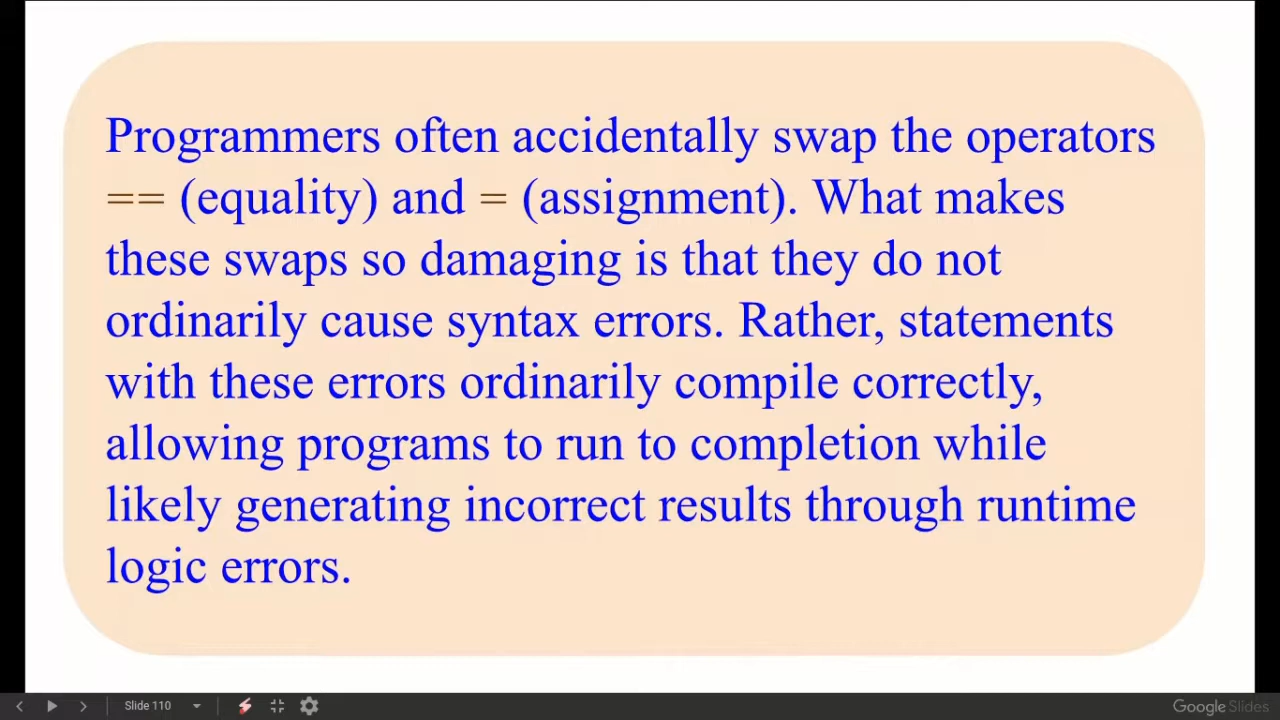 Programmers often accidentally swap the operators
== (equality) and = (assignment). What makes
these swaps so damaging is that they do not
ordinarily cause syntax errors. Rather, statements
with these errors ordinarily compile correctly,
allowing programs to run to completion while
likely generating incorrect results through runtime
logic errors.
Slide 110
Google Slides